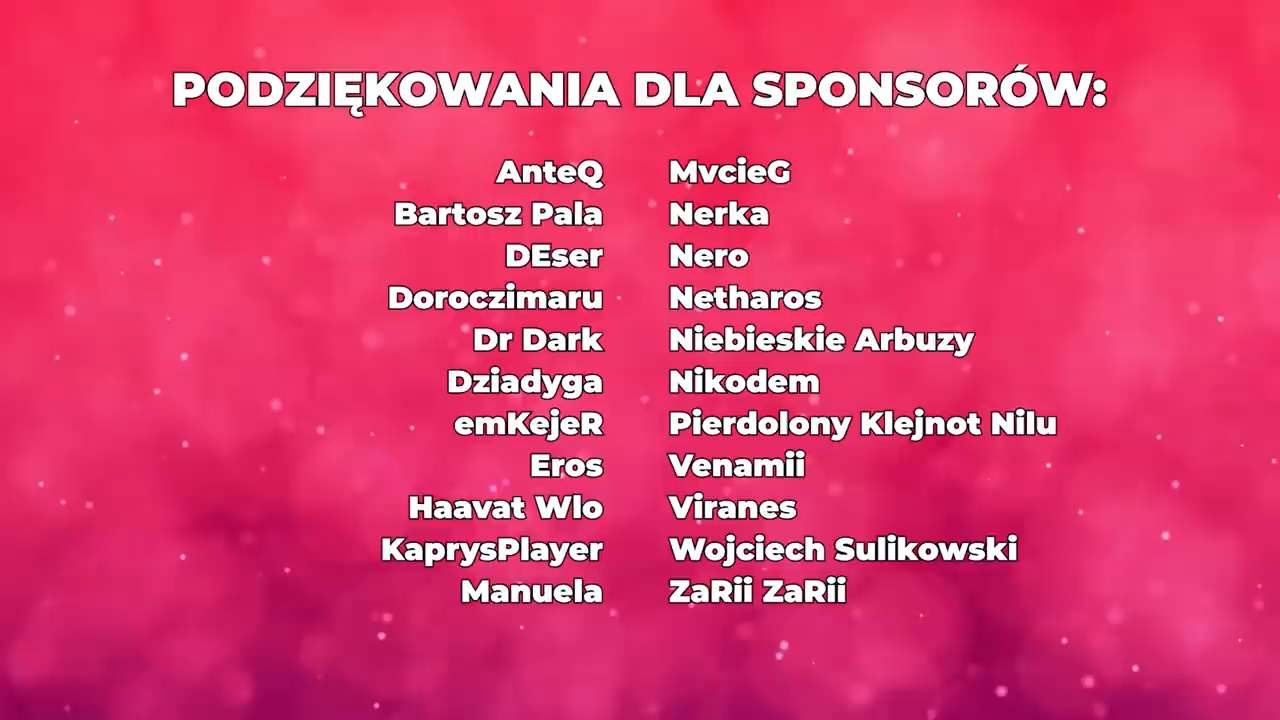 PODZIĘKOWANIA DLA SPONSORÓW:
AnteQ
Bartosz Pala
DEser
Doroczimaru
Dr Dark
Dziadyga
emKejeR
Eros
Haavat Wlo
KaprysPlayer
Manuela
MvcieG
Nerka
Nero
Netharos
Niebieskie Arbuzy
Nikodem
Pierdolony Klejnot Nilu
Venamii
Viranes
Wojciech Sulikowski
ZaRii ZaRii